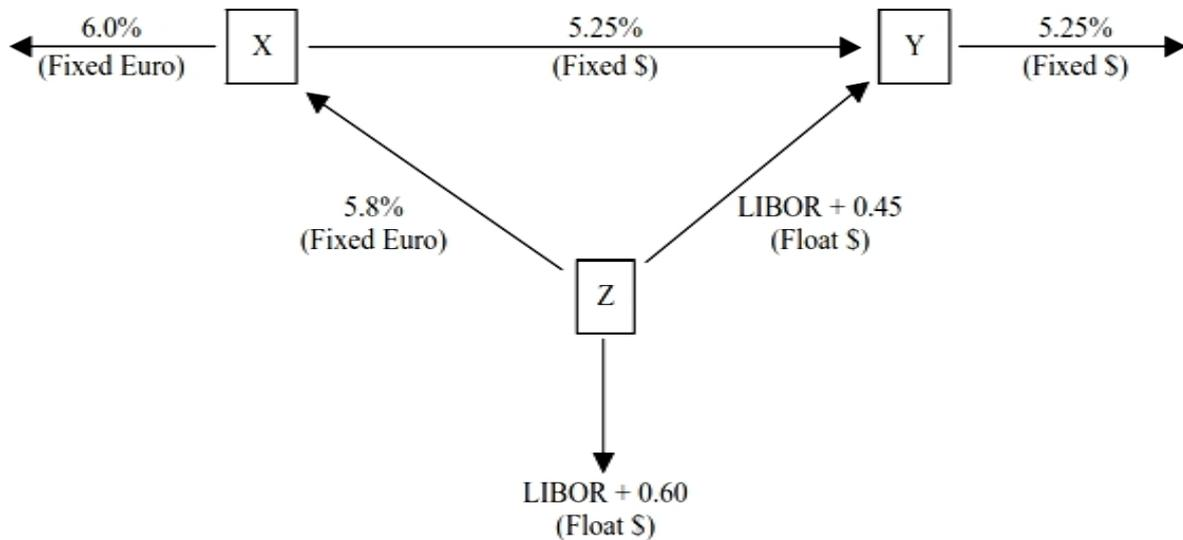 6.0%
(Fixed Euro)
X
5.25%
(Fixed $)
Y
5.25%
(Fixed $)
5.8%
(Fixed Euro)
LIBOR + 0.45
(Float $)
Z
LIBOR + 0.60
(Float $)